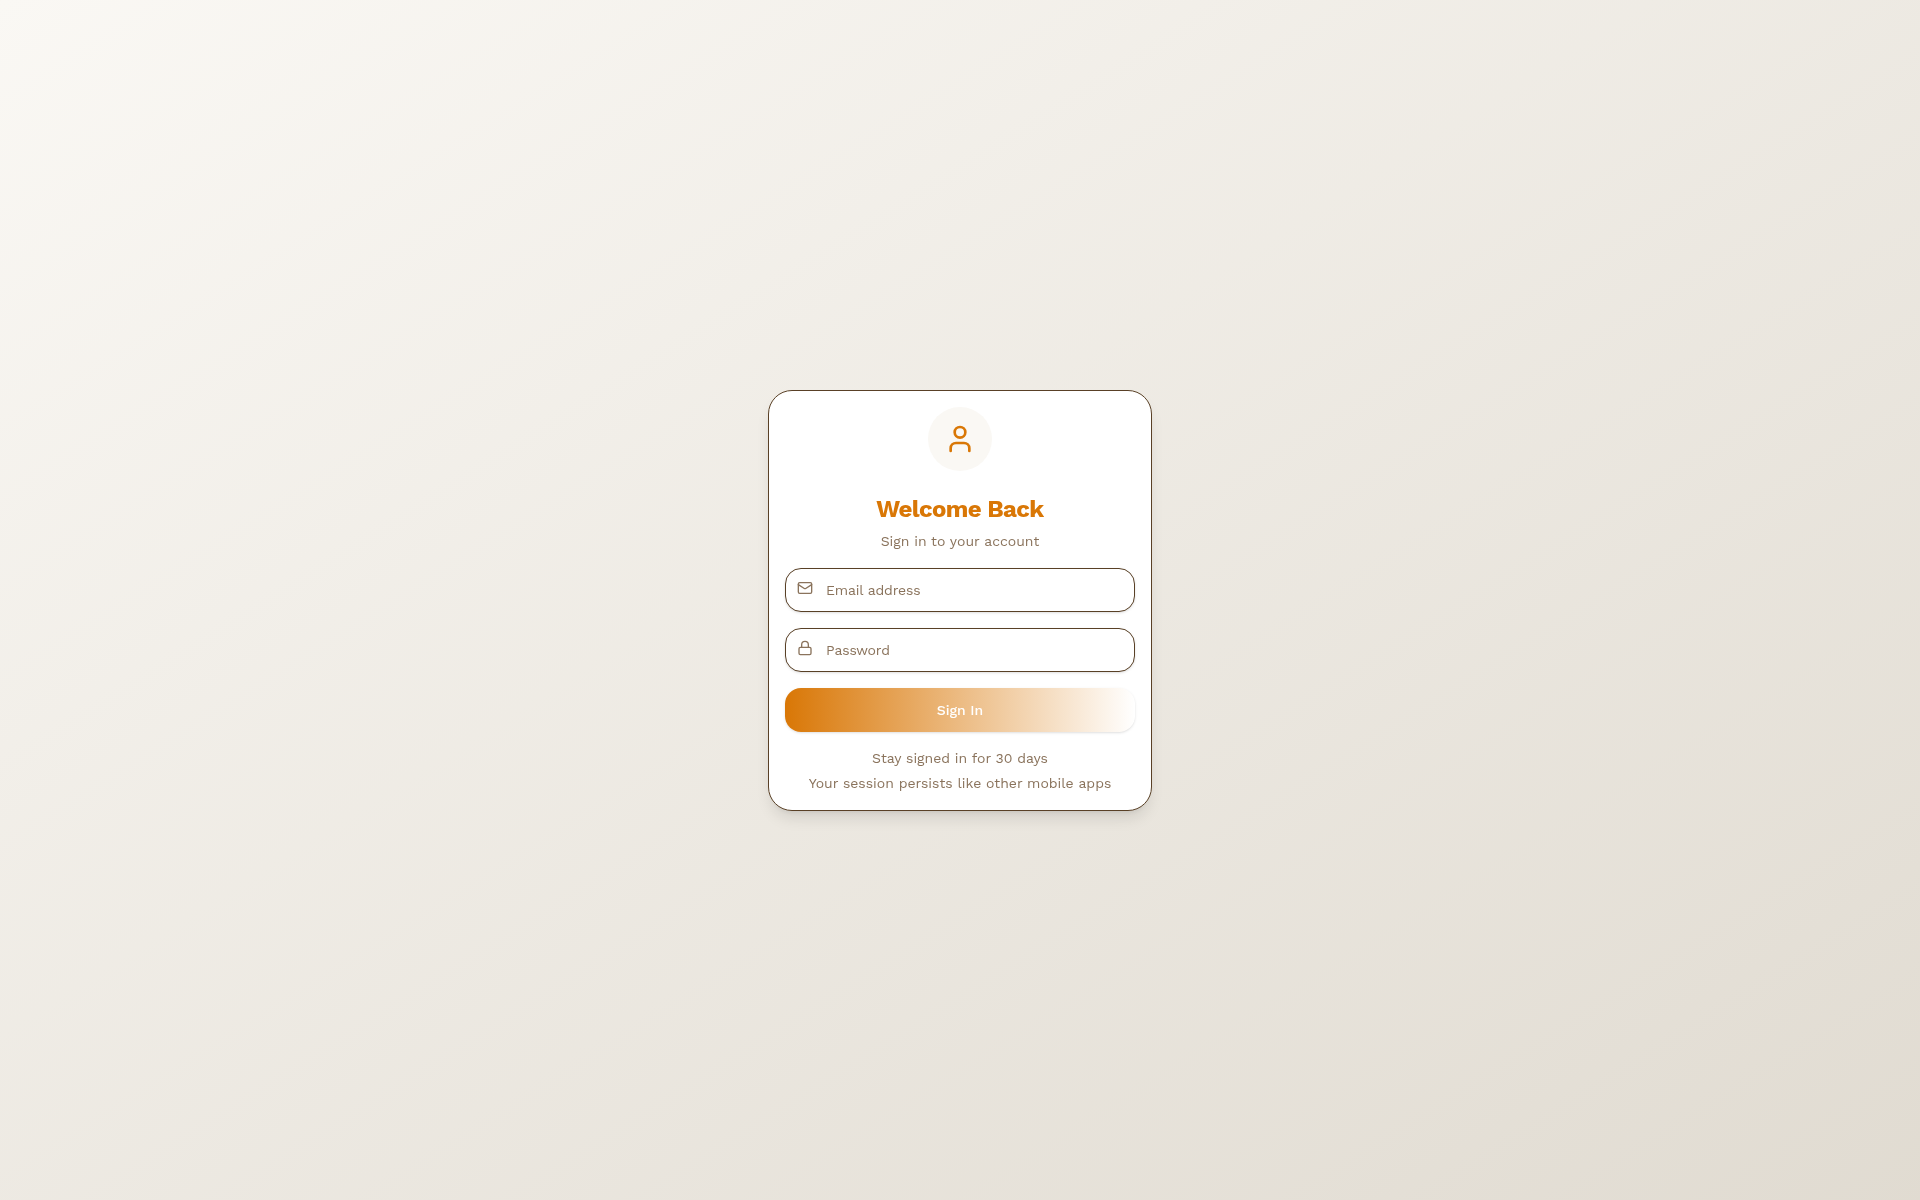 Welcome Back
Sign in to your account
Email address
Password
Sign In
Stay signed in for 30 days
Your session persists like other mobile apps